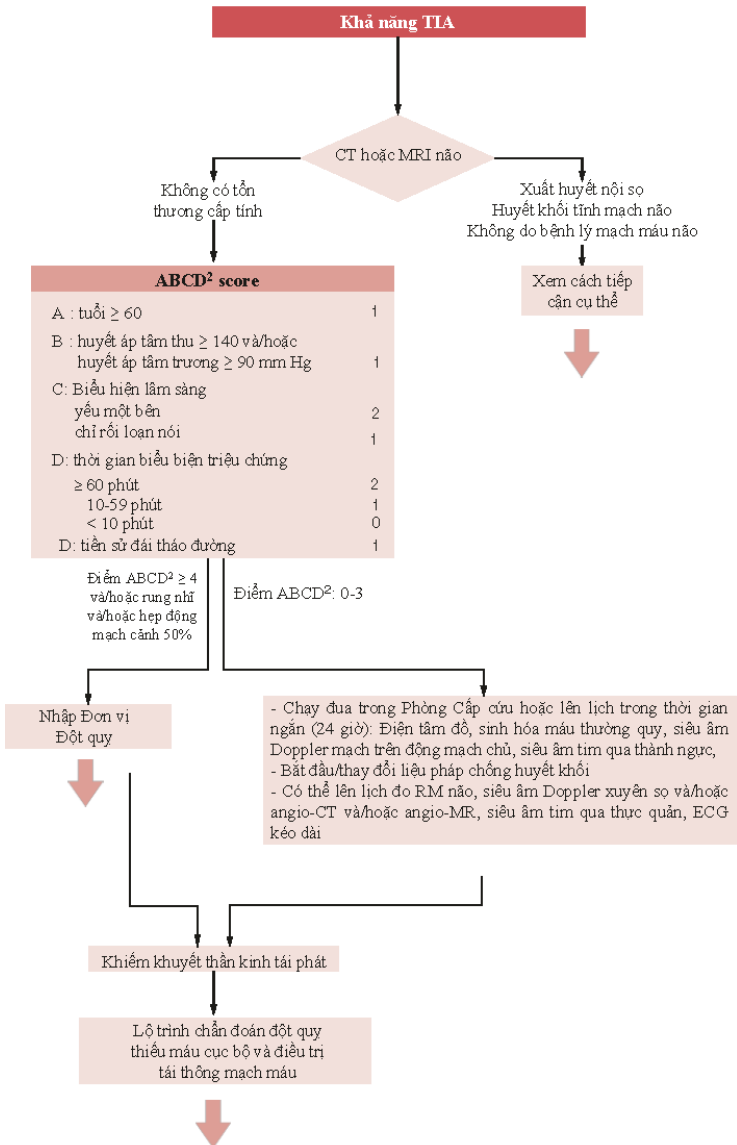 Khả năng TIA
CT hoặc MRI não
Không có tổn
thương cấp tính
Xuất huyết nội sọ
Huyết khối tĩnh mạch não
Không do bệnh lý mạch máu não
Xem cách tiếp
cận cụ thể
ABCD² score
A : tuổi ≥ 60 1
B : huyết áp tâm thu ≥ 140 và/hoặc
huyết áp tâm trương ≥ 90 mm Hg 1
C: Biểu hiện lâm sàng
yếu một bên 2
chỉ rối loạn nói 1
D: thời gian biểu biện triệu chứng
≥ 60 phút 2
10-59 phút 1
< 10 phút 0
D: tiền sử đái tháo đường 1
Điểm ABCD² ≥ 4
và/hoặc rung nhĩ
và/hoặc hẹp động
mạch cảnh 50%
Điểm ABCD²: 0-3
Nhập Đơn vị
Đột quỵ
- Chạy đua trong Phòng Cấp cứu hoặc lên lịch trong thời gian
ngắn (24 giờ): Điện tâm đồ, sinh hóa máu thường quy, siêu âm
Doppler mạch trên động mạch chủ, siêu âm tim qua thành ngực,
- Bắt đầu/thay đổi liệu pháp chống huyết khối
- Có thể lên lịch đo RM não, siêu âm Doppler xuyên sọ và/hoặc
angio-CT và/hoặc angio-MR, siêu âm tim qua thực quản, ECG
kéo dài
Khiếm khuyết thần kinh tái phát
Lộ trình chẩn đoán đột quỵ
thiếu máu cục bộ và điều trị
tái thông mạch máu